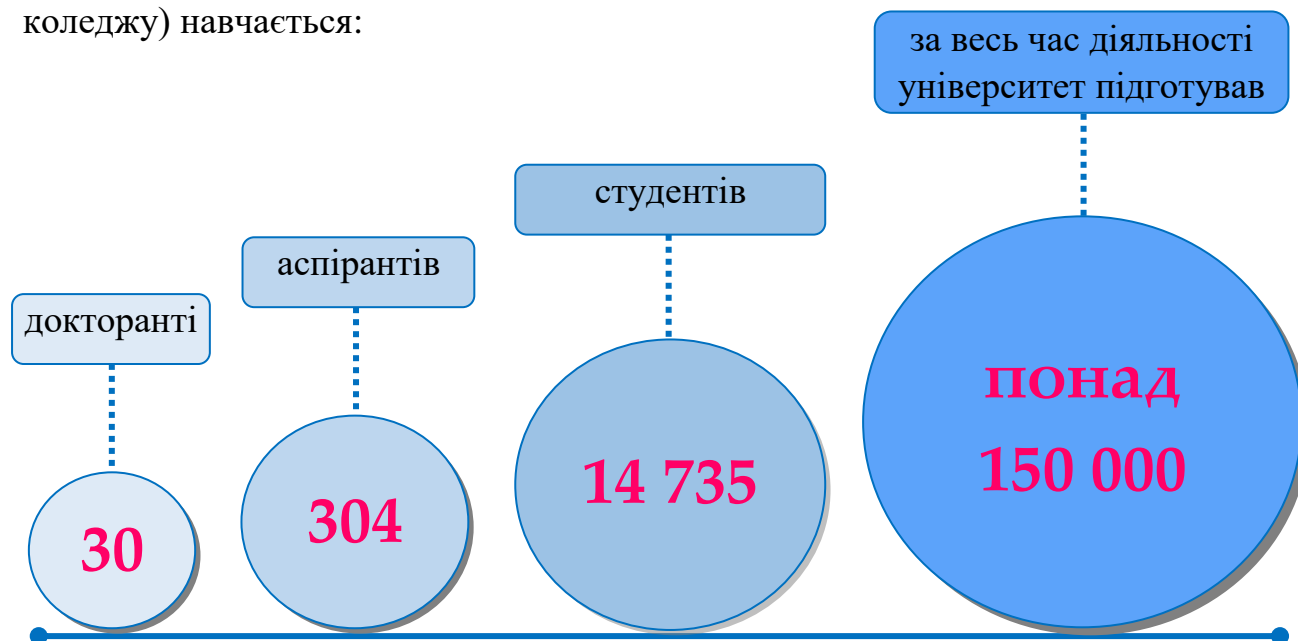 коледжу) навчається:
за весь час діяльності
університет підготував
студентів
аспірантів
докторанті
понад
150 000
14 735
304
30